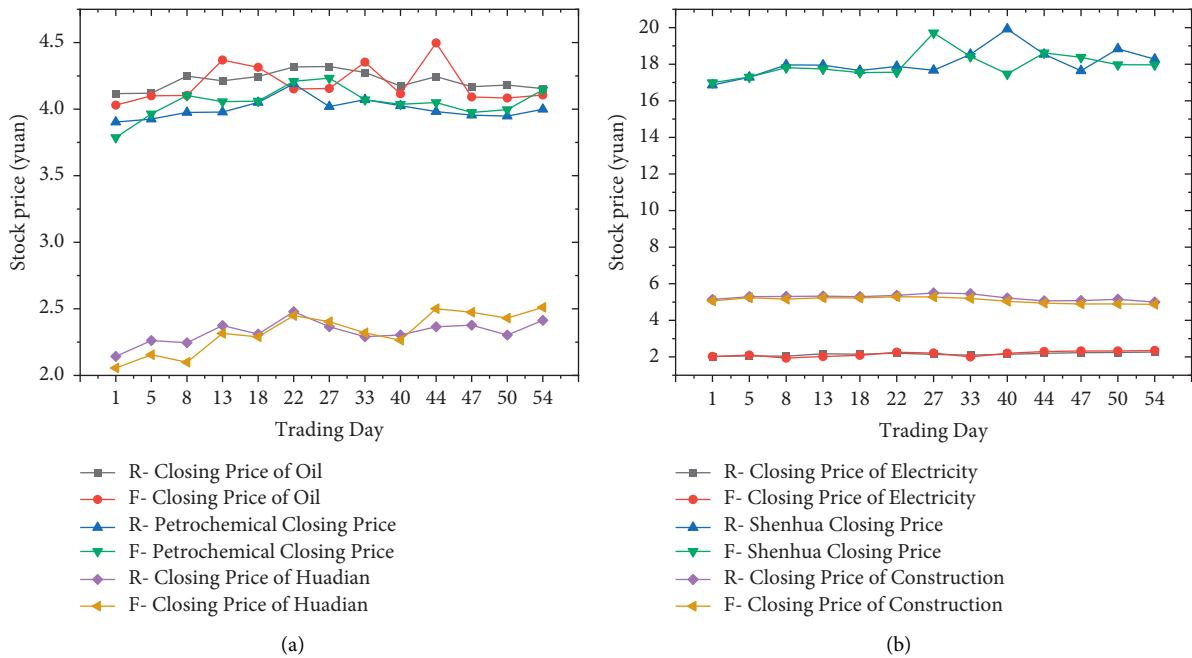 4.5
4.0
3.5
3.0
2.5
2.0
Stock price (yuan)
1 5 8 13 18 22 27 33 40 44 47 50 54
Trading Day
R- Closing Price of Oil
F- Closing Price of Oil
R- Petrochemical Closing Price
F- Petrochemical Closing Price
R- Closing Price of Huadian
F- Closing Price of Huadian
(a)
20
18
16
14
12
10
8
6
4
2
Stock price (yuan)
1 5 8 13 18 22 27 33 40 44 47 50 54
Trading Day
R- Closing Price of Electricity
F- Closing Price of Electricity
R- Shenhua Closing Price
F- Shenhua Closing Price
R- Closing Price of Construction
F- Closing Price of Construction
(b)